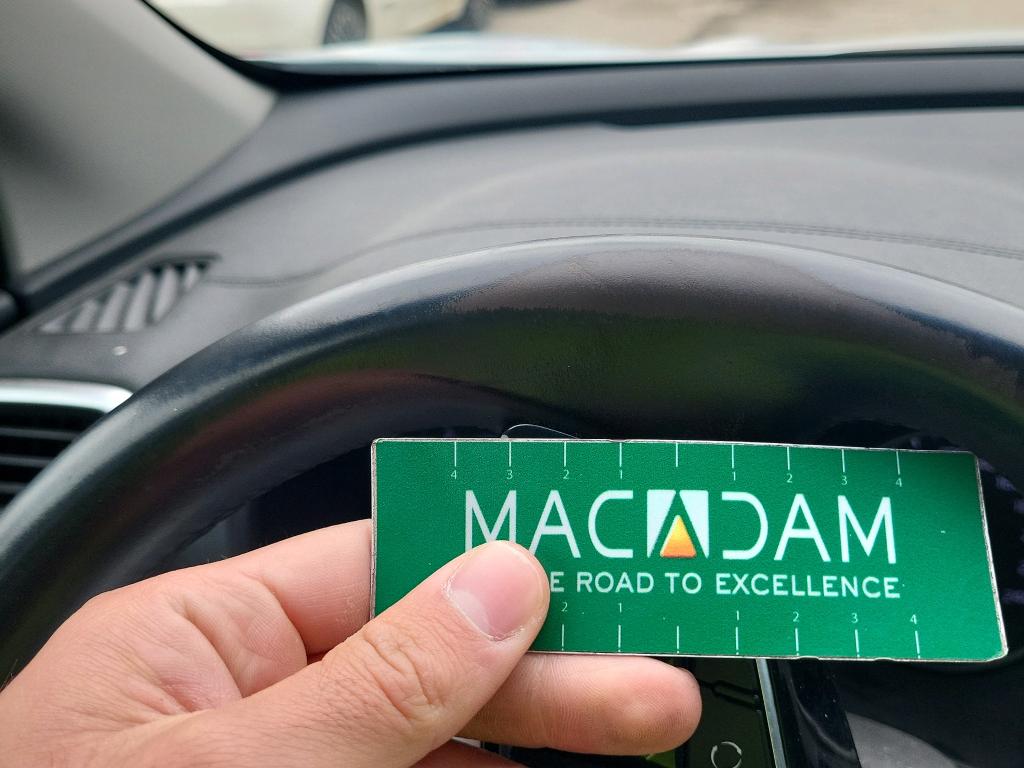 4 3 2 1 1 2 3 4
MACADAM
E ROAD TO EXCELLENCE
2 1 1 2 3 4